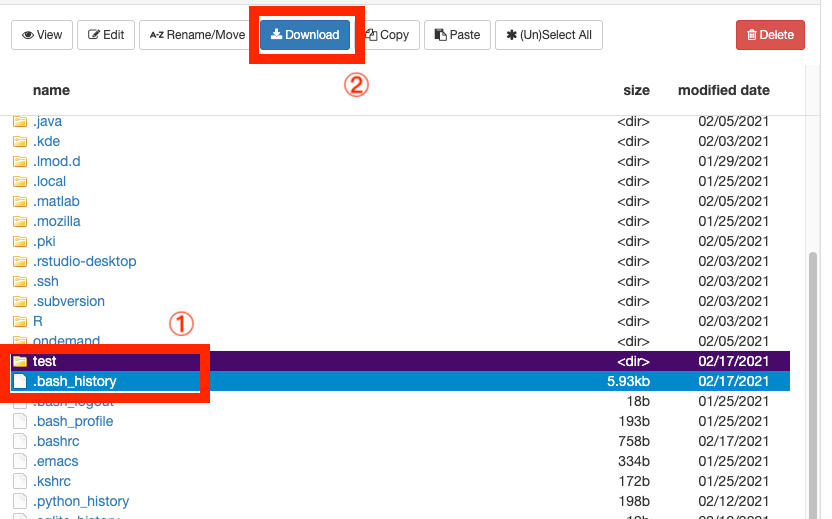 View Edit A-Z Rename/Move Download Copy Paste (Un)Select All Delete
②
name size modified date
.java <dir> 02/05/2021
.kde <dir> 02/03/2021
.lmod.d <dir> 01/29/2021
.local <dir> 01/25/2021
.matlab <dir> 02/05/2021
.mozilla <dir> 01/25/2021
.pki <dir> 02/05/2021
.rstudio-desktop <dir> 02/03/2021
.ssh <dir> 02/03/2021
.subversion <dir> 02/03/2021
R <dir> 02/03/2021
①
ondemand <dir> 02/05/2021
test <dir> 02/17/2021
.bash_history 5.93kb 02/17/2021
.bash_logout 18b 01/25/2021
.bash_profile 193b 01/25/2021
.bashrc 758b 02/17/2021
.emacs 334b 01/25/2021
.kshrc 172b 01/25/2021
.python_history 198b 02/12/2021